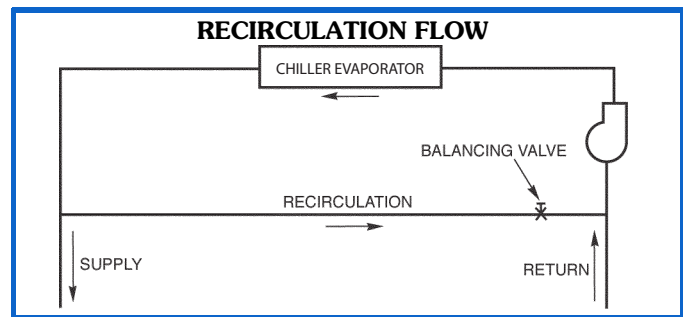 RECIRCULATION FLOW
CHILLER EVAPORATOR
BALANCING VALVE
RECIRCULATION
SUPPLY
RETURN